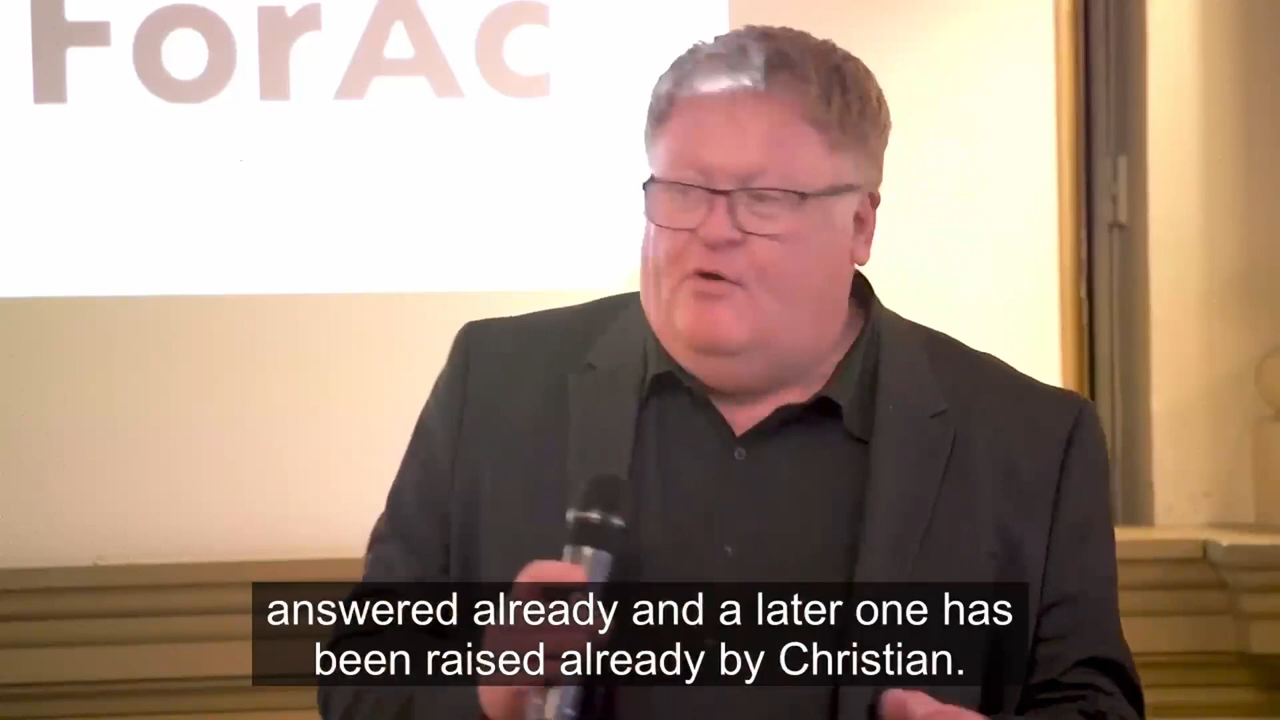 ForAc
answered already and a later one has
been raised already by Christian.